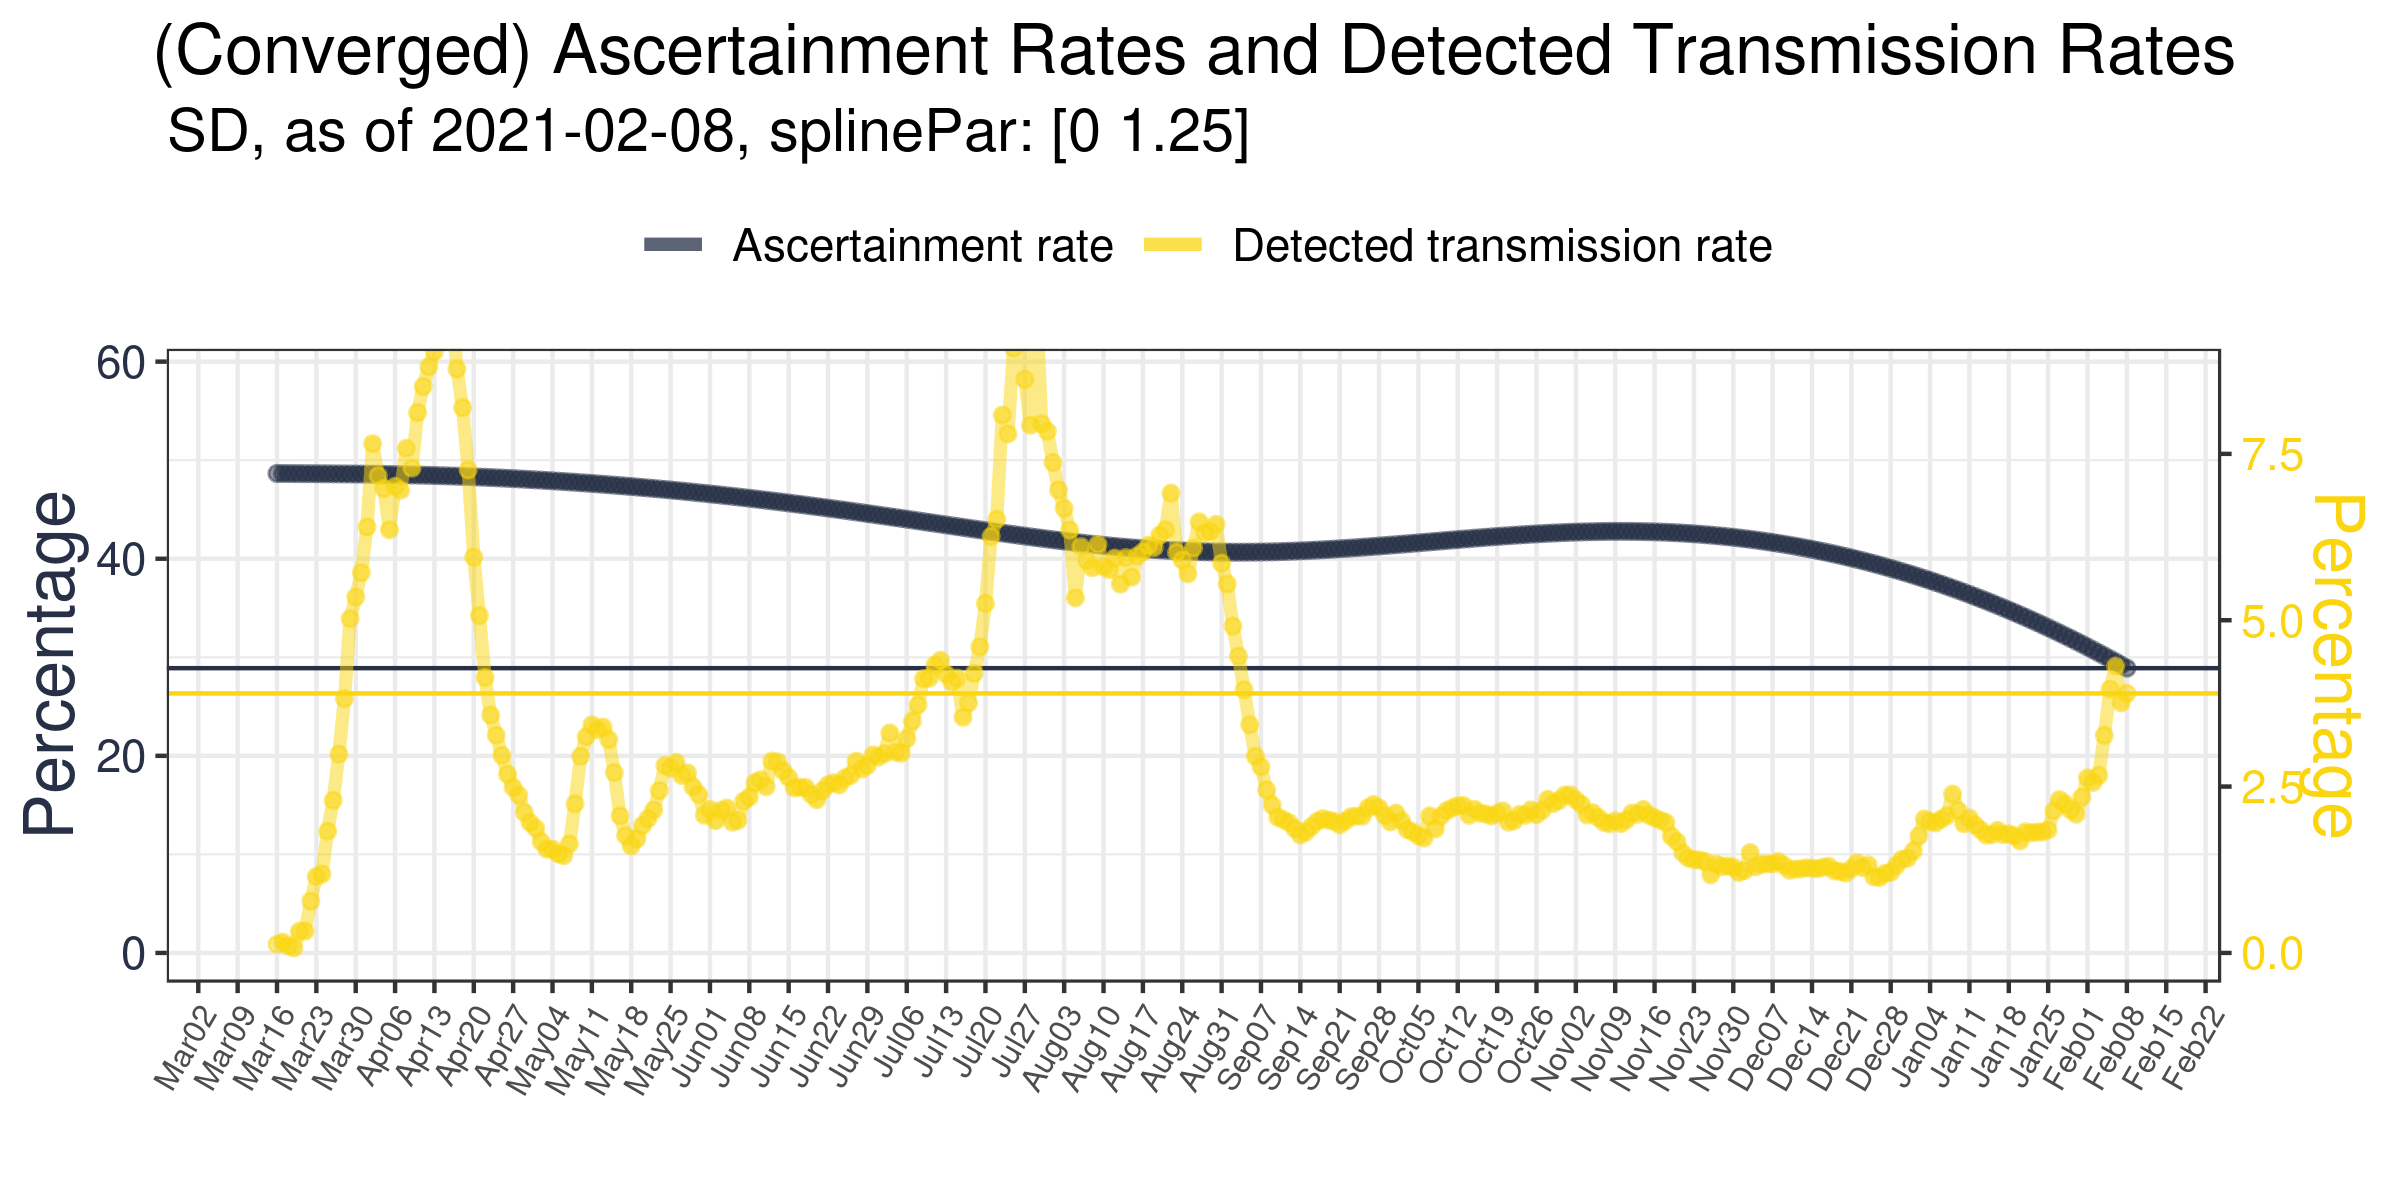 (Converged) Ascertainment Rates and Detected Transmission Rates
SD, as of 2021-02-08, splinePar: [0 1.25]
Ascertainment rate
Detected transmission rate
Percentage
60
40
20
0
7.5
5.0
2.5
0.0
Percentage
Mar02
Mar09
Mar16
Mar23
Mar30
Apr06
Apr13
Apr20
Apr27
May04
May11
May18
May25
Jun01
Jun08
Jun15
Jun22
Jun29
Jul06
Jul13
Jul20
Jul27
Aug03
Aug10
Aug17
Aug24
Aug31
Sep07
Sep14
Sep21
Sep28
Oct05
Oct12
Oct19
Oct26
Nov02
Nov09
Nov16
Nov23
Nov30
Dec07
Dec14
Dec21
Dec28
Jan04
Jan11
Jan18
Jan25
Feb01
Feb08
Feb15
Feb22